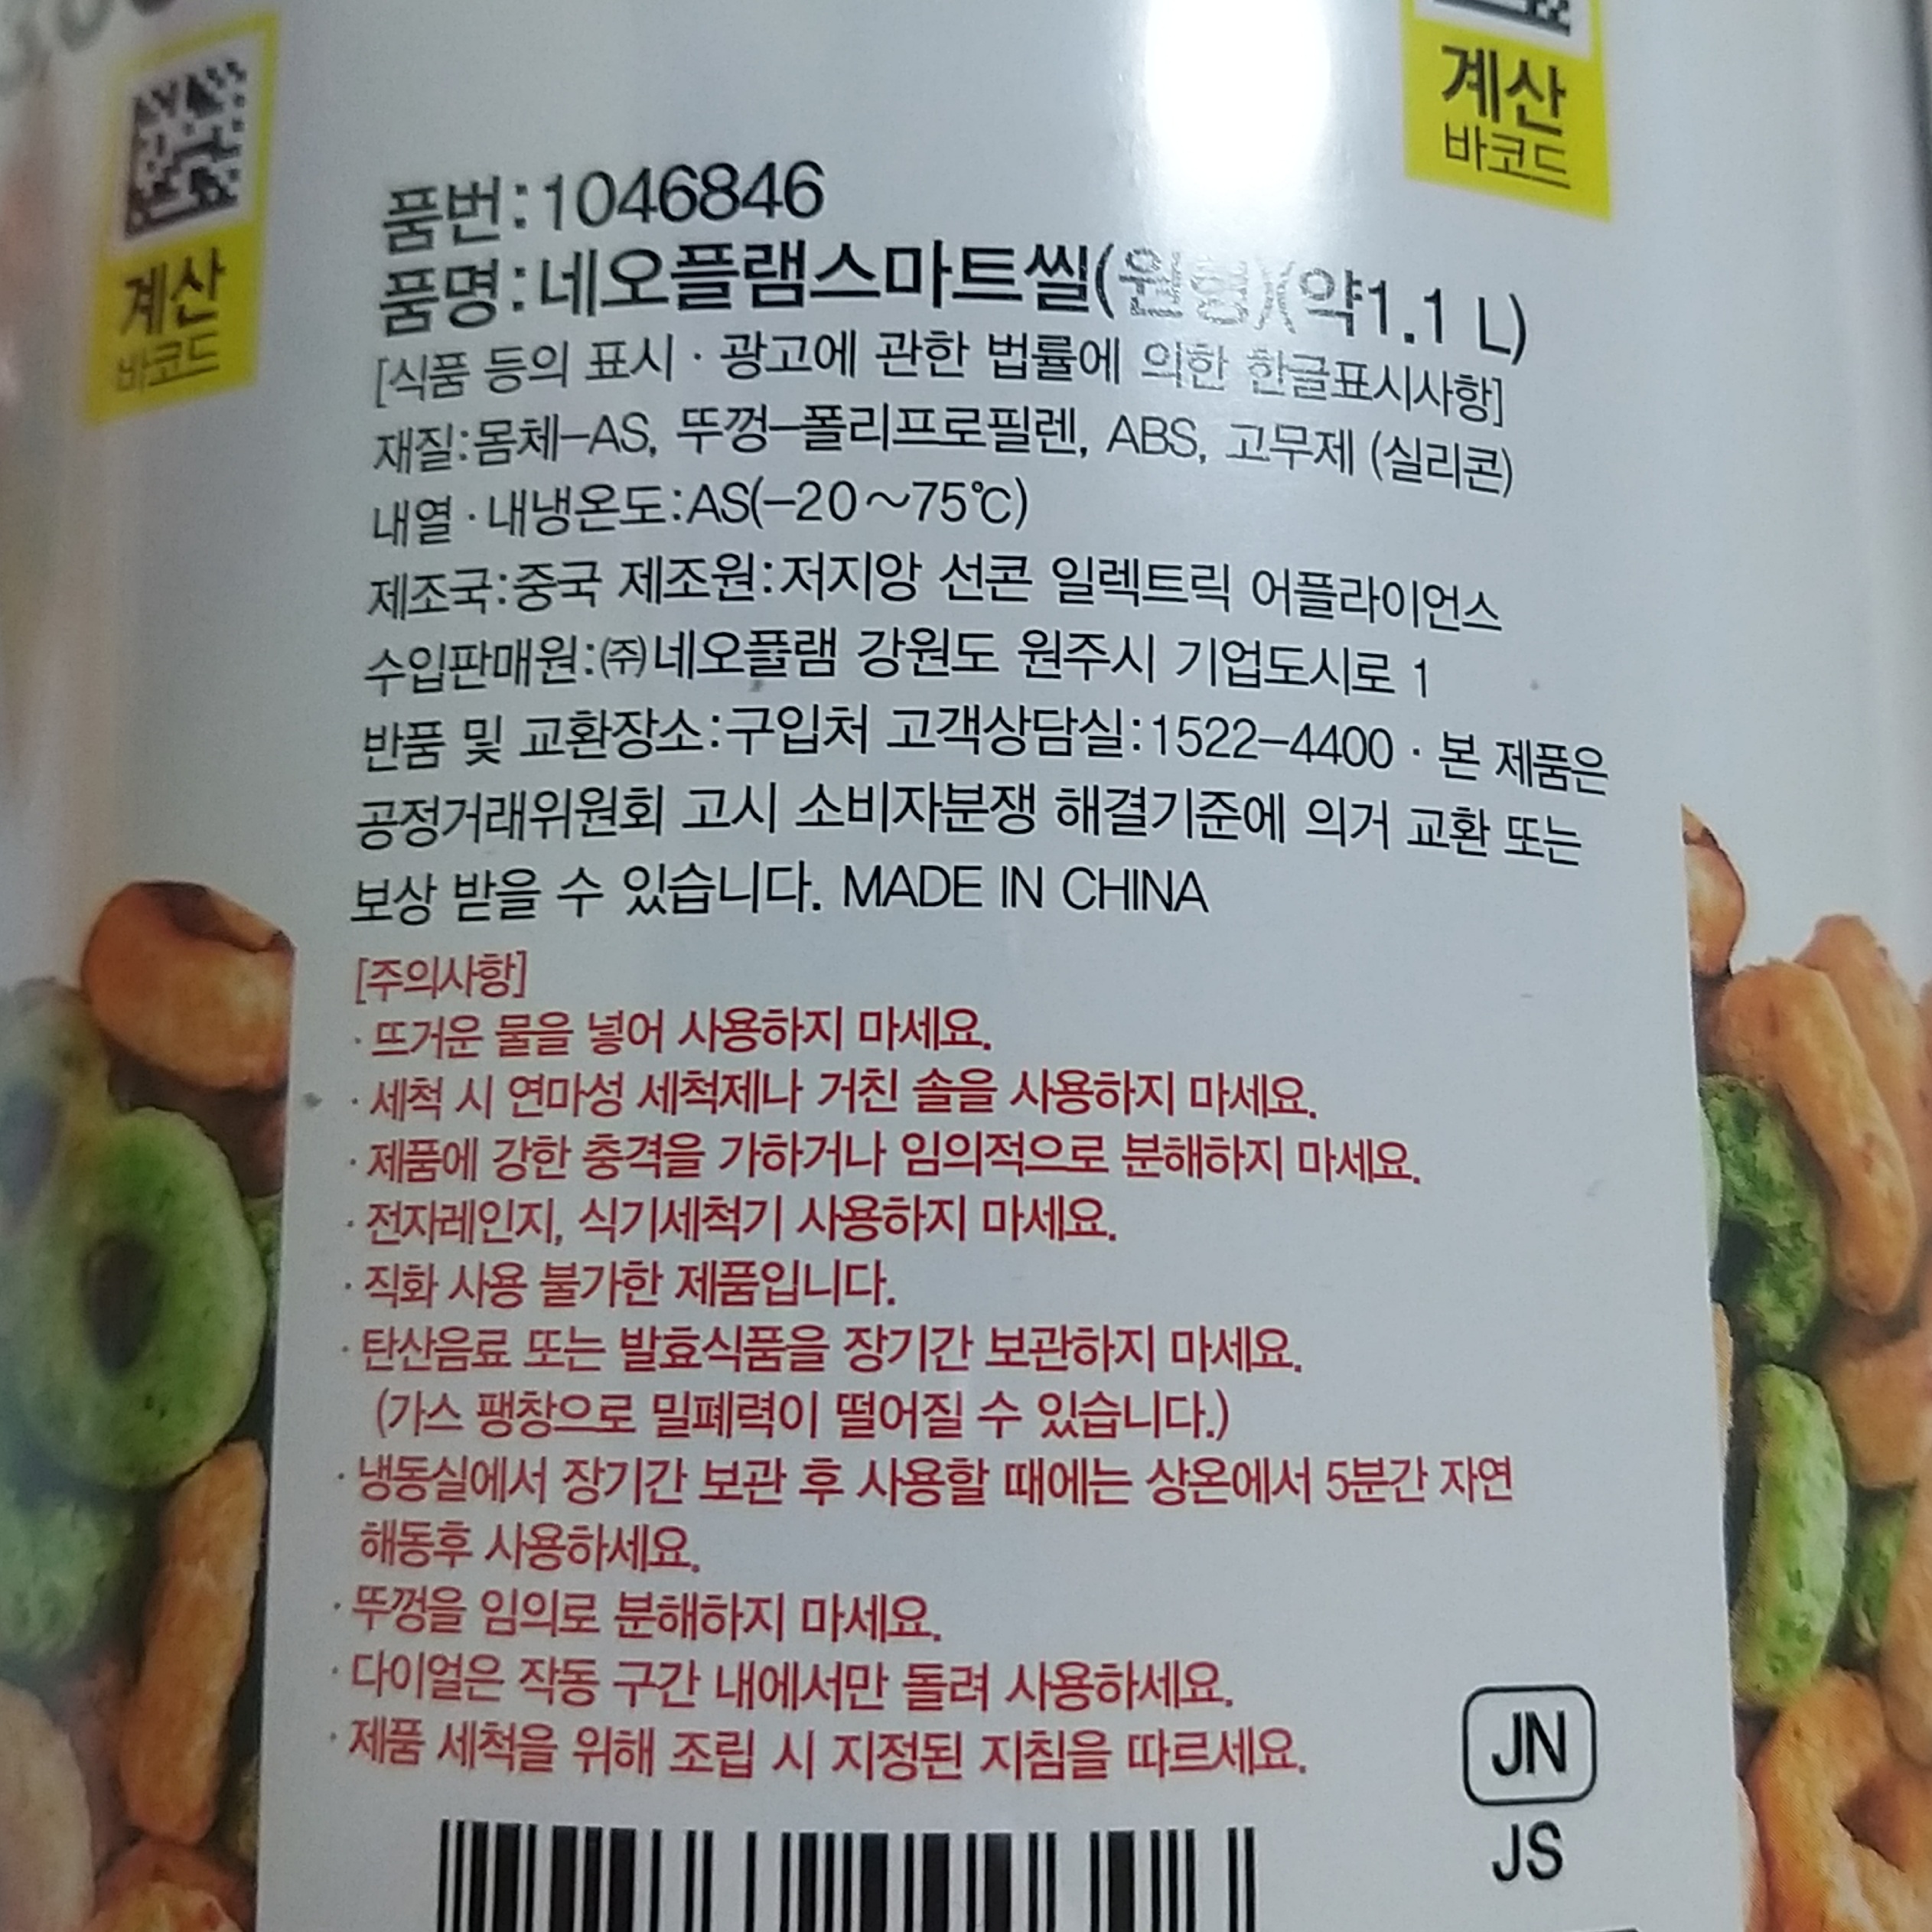 계산
바코드
계산
바코드
품번:1046846
품명:네오플램스마트씰(원형)(약1.1 L)
[식품 등의 표시·광고에 관한 법률에 의한 한글표시사항]
재질:몸체-AS, 뚜껑-폴리프로필렌, ABS, 고무제 (실리콘)
내열·내냉온도:AS(-20~75℃)
제조국:중국 제조원:저지앙 선콘 일렉트릭 어플라이언스
수입판매원:㈜네오플램 강원도 원주시 기업도시로 1
반품 및 교환장소:구입처 고객상담실:1522-4400 · 본 제품은
공정거래위원회 고시 소비자분쟁 해결기준에 의거 교환 또는
보상 받을 수 있습니다. MADE IN CHINA
[주의사항]
· 뜨거운 물을 넣어 사용하지 마세요.
· 세척 시 연마성 세척제나 거친 솔을 사용하지 마세요.
· 제품에 강한 충격을 가하거나 임의적으로 분해하지 마세요.
· 전자레인지, 식기세척기 사용하지 마세요.
· 직화 사용 불가한 제품입니다.
· 탄산음료 또는 발효식품을 장기간 보관하지 마세요.
(가스 팽창으로 밀폐력이 떨어질 수 있습니다.)
· 냉동실에서 장기간 보관 후 사용할 때에는 상온에서 5분간 자연
해동후 사용하세요.
· 뚜껑을 임의로 분해하지 마세요.
· 다이얼은 작동 구간 내에서만 돌려 사용하세요.
· 제품 세척을 위해 조립 시 지정된 지침을 따르세요.
JN
JS